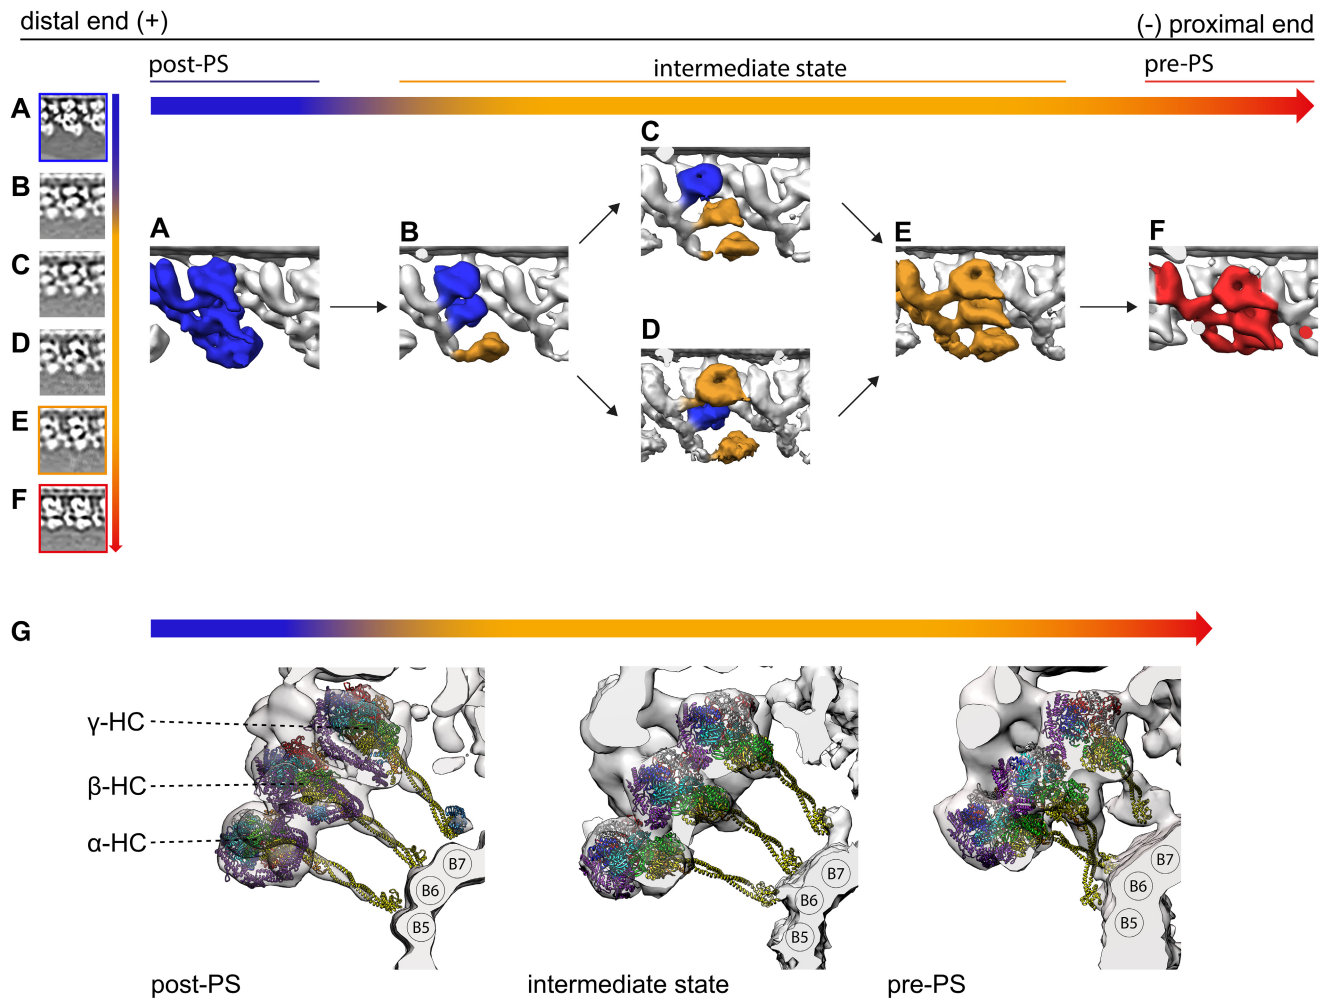 distal end (+)
(-) proximal end
post-PS
intermediate state
pre-PS
A
B
C
D
E
F
A
B
C
D
E
F
G
γ-HC
β-HC
α-HC
B7
B6
B5
B7
B6
B5
B7
B6
B5
post-PS
intermediate state
pre-PS